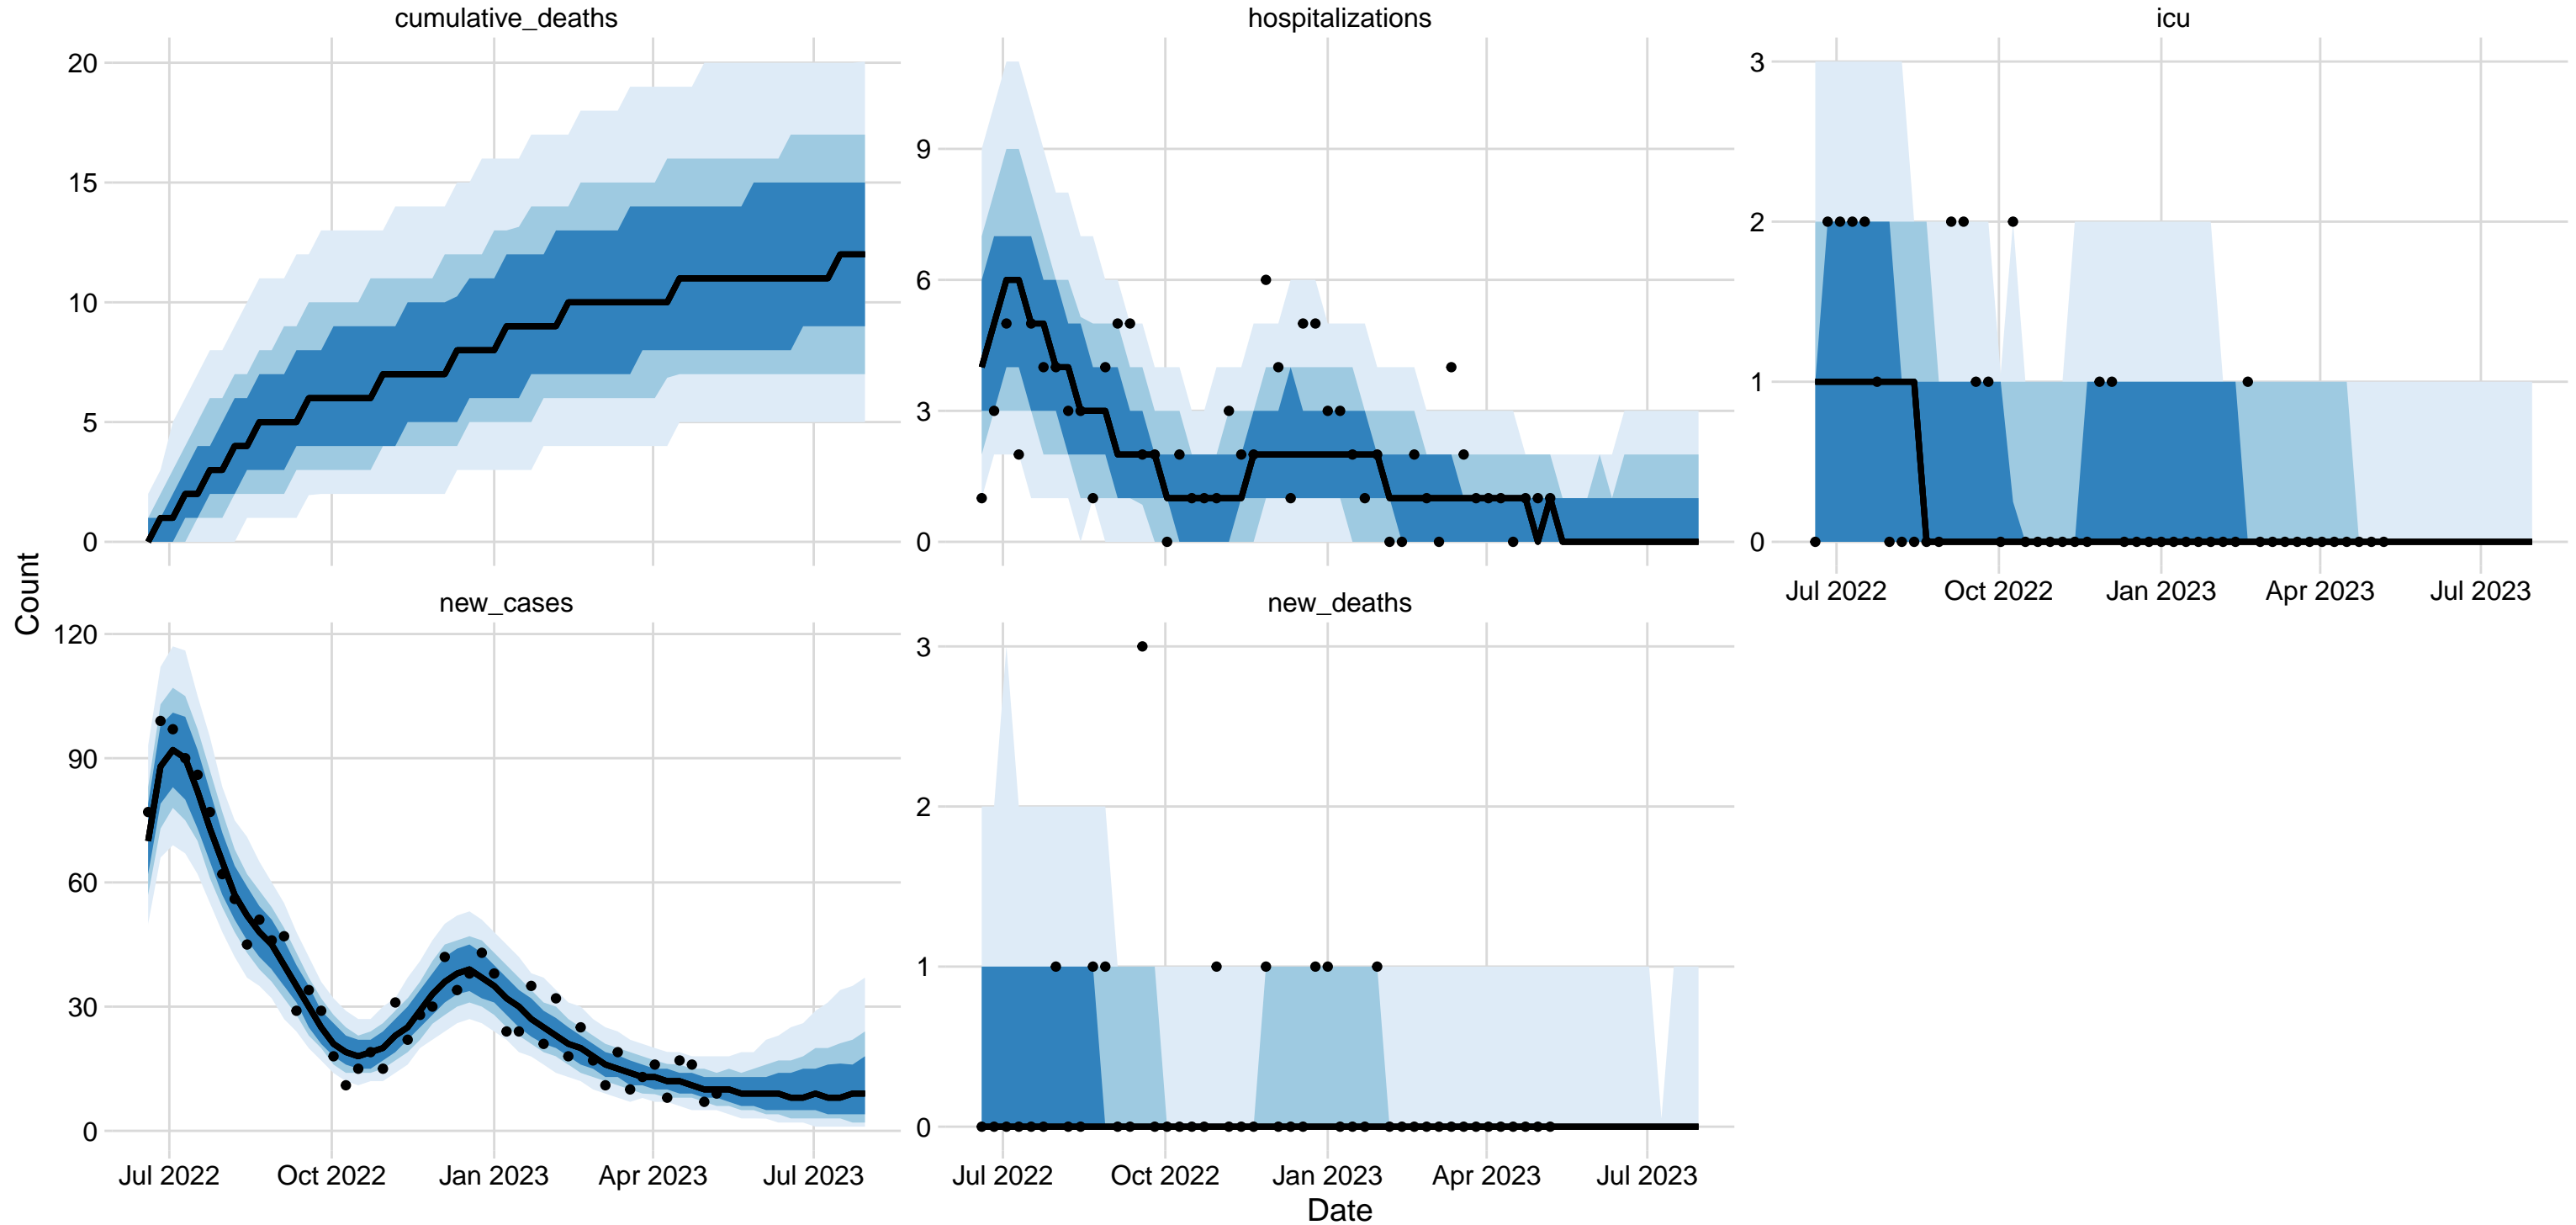 cumulative_deaths
20
15
10
5
0
hospitalizations
9
6
3
0
icu
3
2
1
0
Jul 2022 Oct 2022 Jan 2023 Apr 2023 Jul 2023
Count
new_cases
120
90
60
30
0
Jul 2022 Oct 2022 Jan 2023 Apr 2023 Jul 2023
new_deaths
3
2
1
0
Jul 2022 Oct 2022 Jan 2023 Apr 2023 Jul 2023
Date